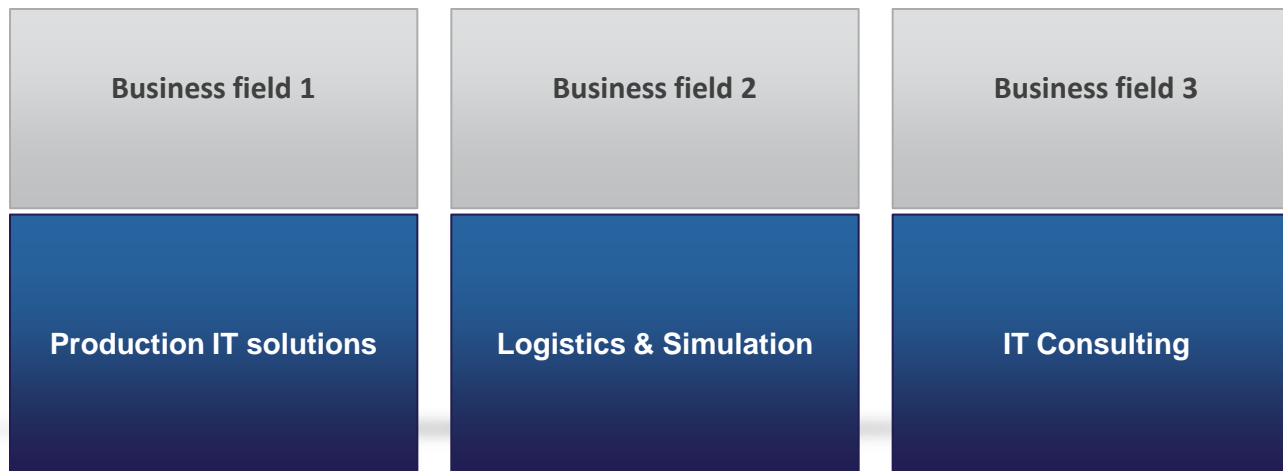 Business field 1
Business field 2
Business field 3
Production IT solutions
Logistics & Simulation
IT Consulting